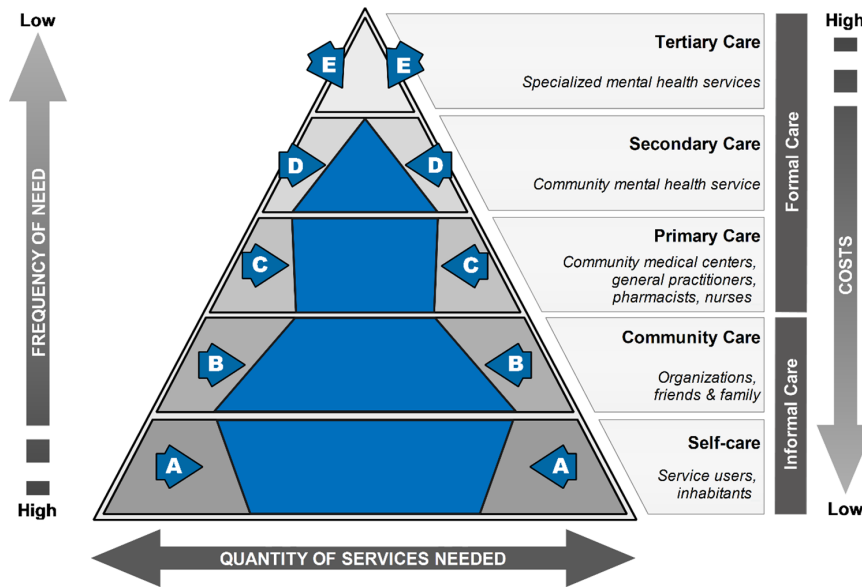 Low
High
FREQUENCY OF NEED
E
E
Tertiary Care
Specialized mental health services
D
D
Secondary Care
Community mental health service
C
C
Primary Care
Community medical centers,
general practitioners,
pharmacists, nurses
Formal Care
COSTS
B
B
Community Care
Organizations,
friends & family
A
A
Self-care
Service users,
inhabitants
Informal Care
High
Low
QUANTITY OF SERVICES NEEDED